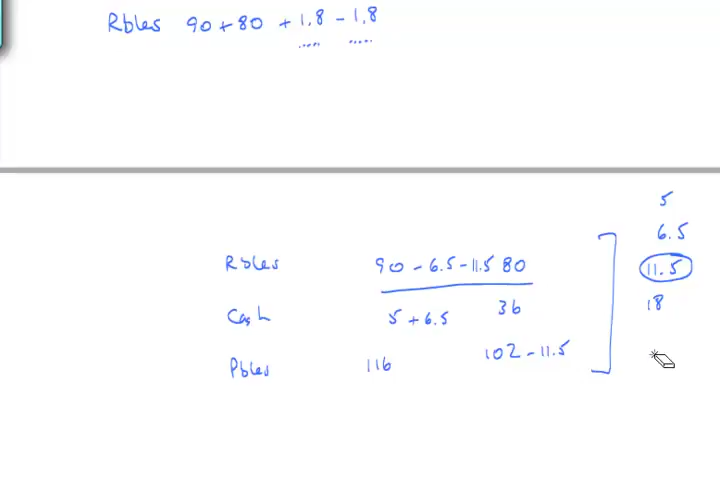 Rbles 90 + 80 + 1.8 - 1.8
5
6.5
Rbles 90 - 6.5 - 11.5 80
11.5
Cash 5 + 6.5 36
18
Pbles 116 102 - 11.5